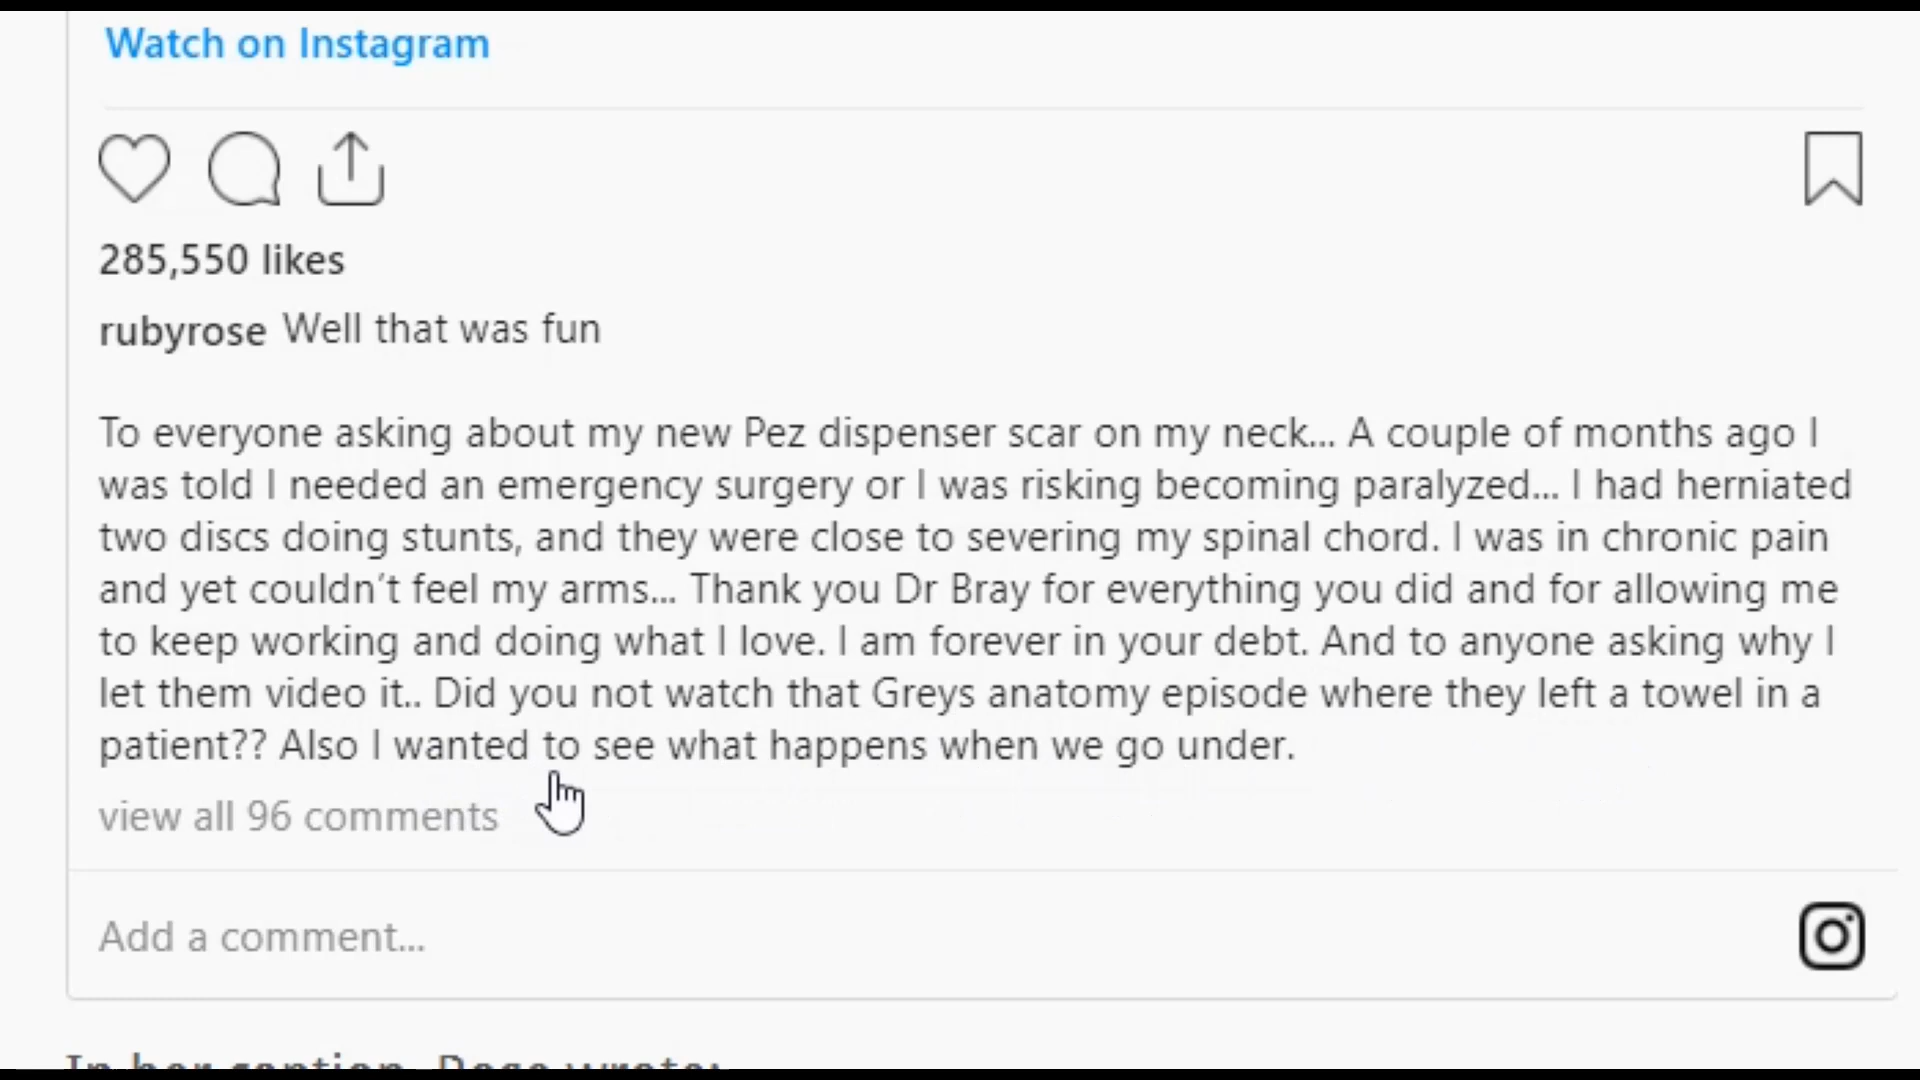 Watch on Instagram
285,550 likes
rubyrose Well that was fun
To everyone asking about my new Pez dispenser scar on my neck... A couple of months ago I
was told I needed an emergency surgery or I was risking becoming paralyzed... I had herniated
two discs doing stunts, and they were close to severing my spinal chord. I was in chronic pain
and yet couldn't feel my arms... Thank you Dr Bray for everything you did and for allowing me
to keep working and doing what I love. I am forever in your debt. And to anyone asking why I
let them video it.. Did you not watch that Greys anatomy episode where they left a towel in a
patient?? Also I wanted to see what happens when we go under.
view all 96 comments
Add a comment...
In her caption, Rose wrote: